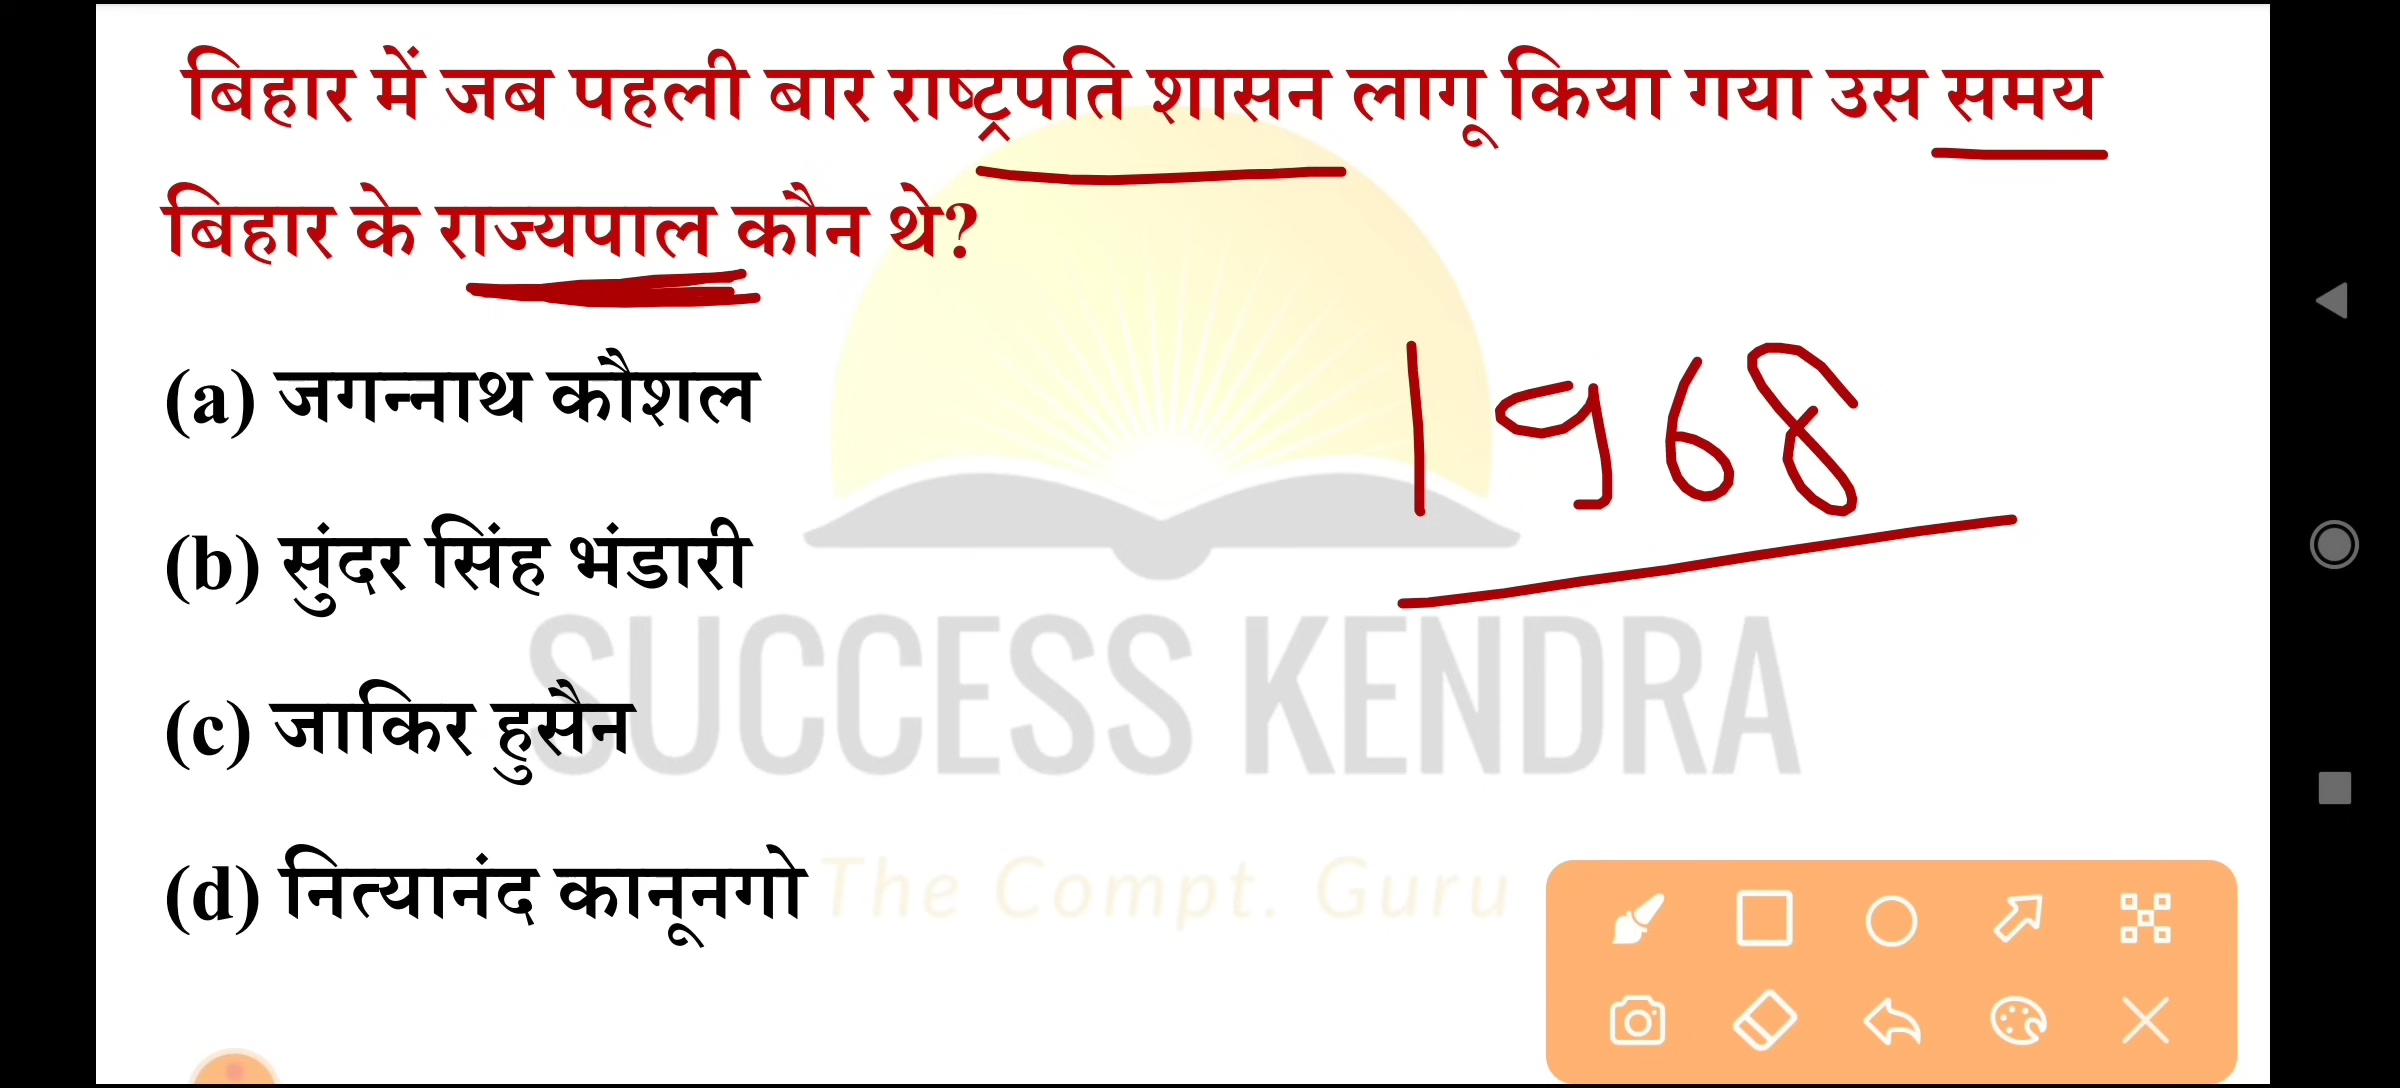 बिहार में जब पहली बार राष्ट्रपति शासन लागू किया गया उस समय
बिहार के राज्यपाल कौन थे?
(a) जगन्नाथ कौशल
1968
(b) सुंदर सिंह भंडारी
SUCCESS KENDRA
(c) जाकिर हुसैन
(d) नित्यानंद कानूनगो
The Compt. Guru